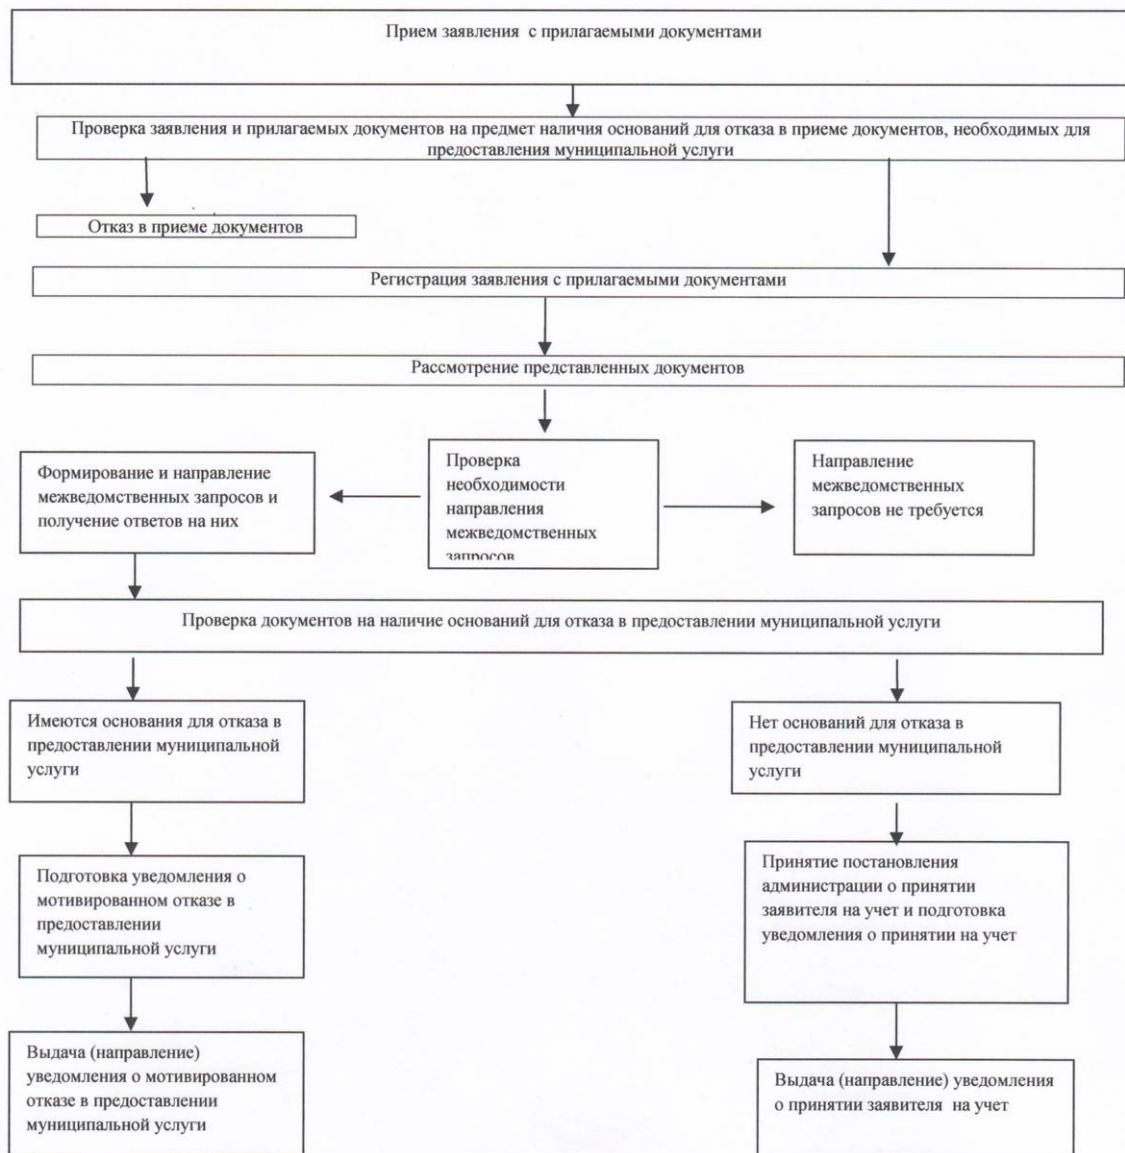 Прием заявления с прилагаемыми документами
Проверка заявления и прилагаемых документов на предмет наличия оснований для отказа в приеме документов, необходимых для
предоставления муниципальной услуги
Отказ в приеме документов
Регистрация заявления с прилагаемыми документами
Рассмотрение представленных документов
Формирование и направление
межведомственных запросов и
получение ответов на них
Проверка
необходимости
направления
межведомственных
запросов
Направление
межведомственных
запросов не требуется
Проверка документов на наличие оснований для отказа в предоставлении муниципальной услуги
Имеются основания для отказа в
предоставлении муниципальной
услуги
Нет оснований для отказа в
предоставлении муниципальной
услуги
Подготовка уведомления о
мотивированном отказе в
предоставлении
муниципальной услуги
Принятие постановления
администрации о принятии
заявителя на учет и подготовка
уведомления о принятии на учет
Выдача (направление)
уведомления о мотивированном
отказе в предоставлении
муниципальной услуги
Выдача (направление) уведомления
о принятии заявителя на учет